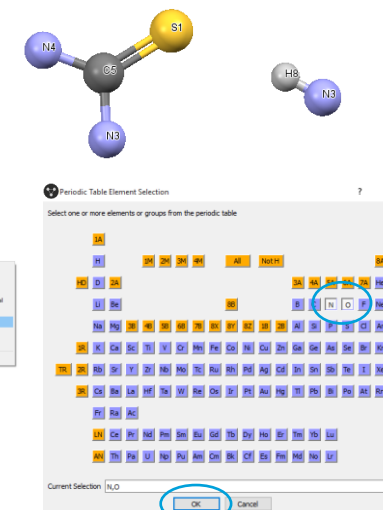 S1
N4
C5
H8
N3
N3
Periodic Table Element Selection ?
Select one or more elements or groups from the periodic table
1A
H 1M 2M 3M 4M All Not H 8A
HD D 2A 3A 4A 7A He
Li Be 8B B C N O F Ne
Na Mg 3B 4B 5B 6B 7B 8X 8Y 8Z 1B 2B Al Si P S Cl Ar
1R K Ca Sc Ti V Cr Mn Fe Co Ni Cu Zn Ga Ge As Se Br Kr
TR 2R Rb Sr Y Zr Nb Mo Tc Ru Rh Pd Ag Cd In Sn Sb Te I Xe
3R Cs Ba La Hf Ta W Re Os Ir Pt Au Hg Tl Pb Bi Po At Rn
Fr Ra Ac
LN Ce Pr Nd Pm Sm Eu Gd Tb Dy Ho Er Tm Yb Lu
AN Th Pa U Np Pu Am Cm Bk Cf Es Fm Md No Lr
Current Selection N,O
OK Cancel